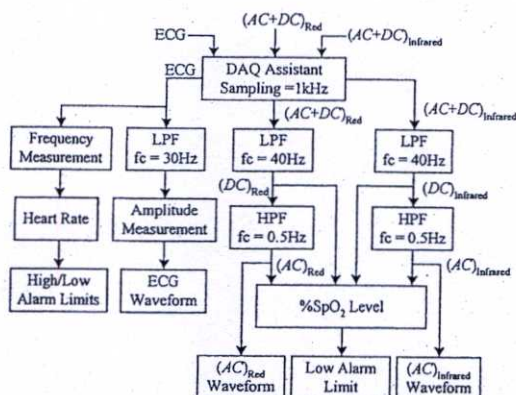 (AC+DC)Red
ECG
(AC+DC)Infrared
ECG
DAQ Assistant
Sampling =1kHz
(AC+DC)Red
(AC+DC)Infrared
Frequency
Measurement
LPF
fc = 30Hz
LPF
fc = 40Hz
LPF
fc = 40Hz
(DC)Red
(DC)Infrared
Heart Rate
Amplitude
Measurement
HPF
fc = 0.5Hz
HPF
fc = 0.5Hz
(AC)Red
(AC)Infrared
High/Low
Alarm Limits
ECG
Waveform
%SpO₂ Level
(AC)Red
Waveform
Low Alarm
Limit
(AC)Infrared
Waveform